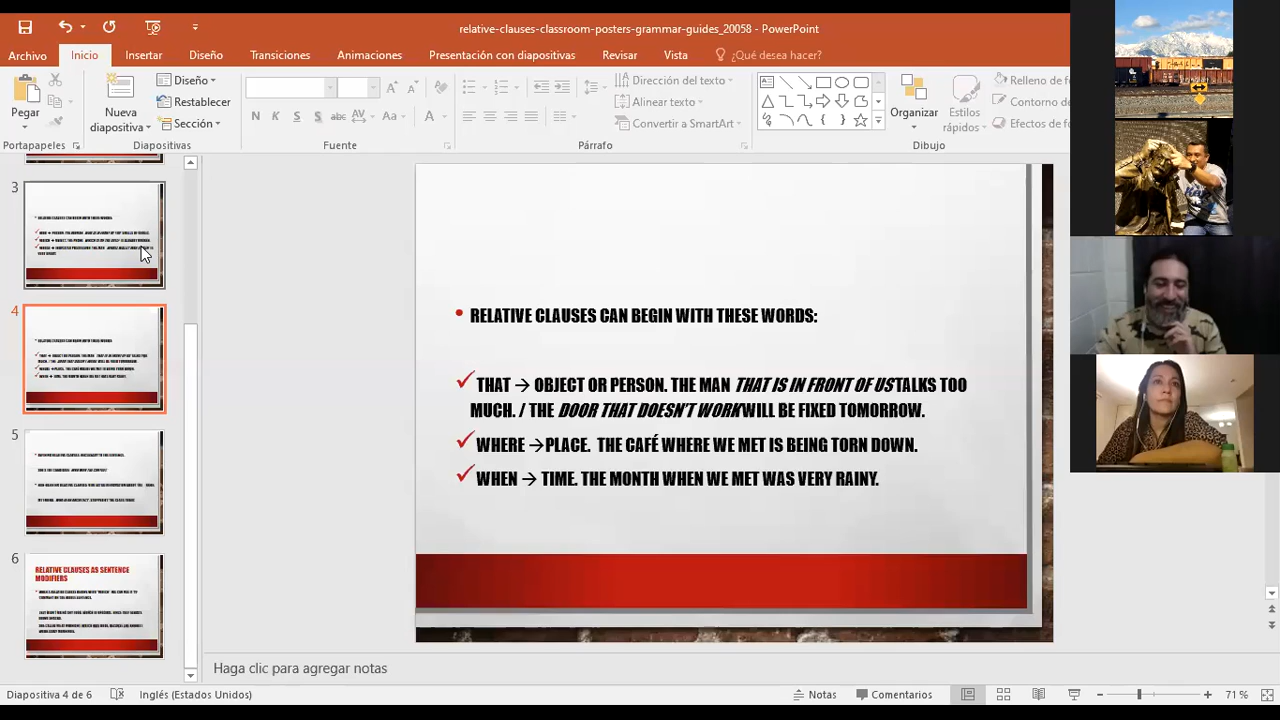 relative-clauses-classroom-posters-grammar-guides_20058 - PowerPoint
Archivo Inicio Insertar Diseño Transiciones Animaciones Presentación con diapositivas Revisar Vista ¿Qué desea hacer?
Pegar
Nueva diapositiva
Diseño
Restablecer
Sección
Dirección del texto
Alinear texto
Convertir a SmartArt
Organizar
Estilos rápidos
Relleno de fo
Contorno de
Efectos de fo
Portapapeles Diapositivas Fuente Párrafo Dibujo
3
4
5
6
RELATIVE CLAUSES AS SENTENCE
MODIFIERS
• RELATIVE CLAUSES CAN BEGIN WITH THESE WORDS:
✓THAT → OBJECT OR PERSON. THE MAN THAT IS IN FRONT OF USTALKS TOO
MUCH. / THE DOOR THAT DOESN'T WORKWILL BE FIXED TOMORROW.
✓WHERE →PLACE. THE CAFÉ WHERE WE MET IS BEING TORN DOWN.
✓WHEN → TIME. THE MONTH WHEN WE MET WAS VERY RAINY.
Haga clic para agregar notas
Diapositiva 4 de 6 Inglés (Estados Unidos) Notas Comentarios 71 %